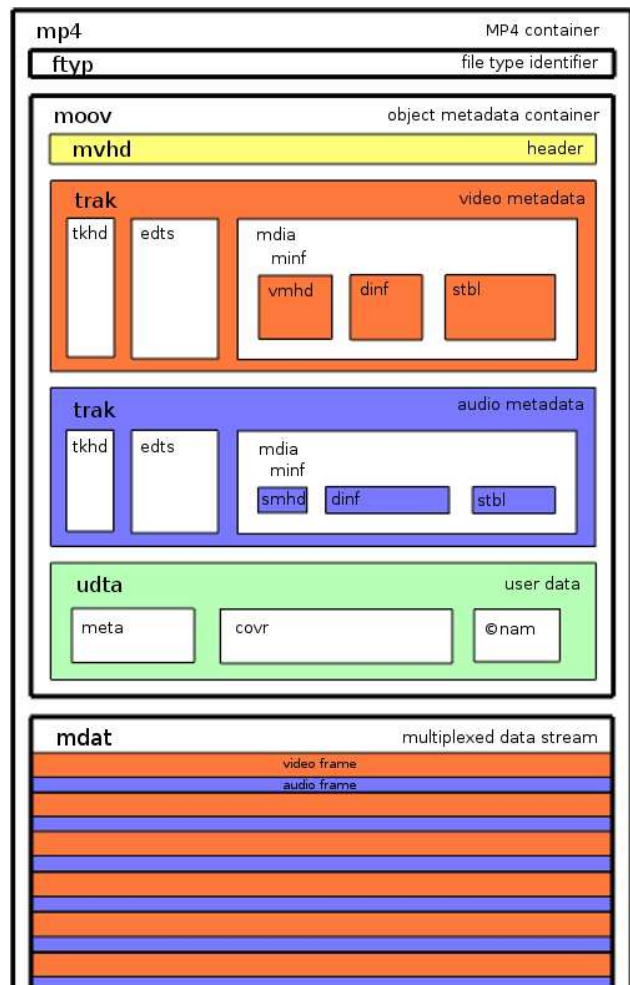 mp4 MP4 container
ftyp file type identifier
moov object metadata container
mvhd header
trak video metadata
tkhd edts mdia
minf
vmhd dinf stbl
trak audio metadata
tkhd edts mdia
minf
smhd dinf stbl
udta user data
meta covr ©nam
mdat multiplexed data stream
video frame
audio frame